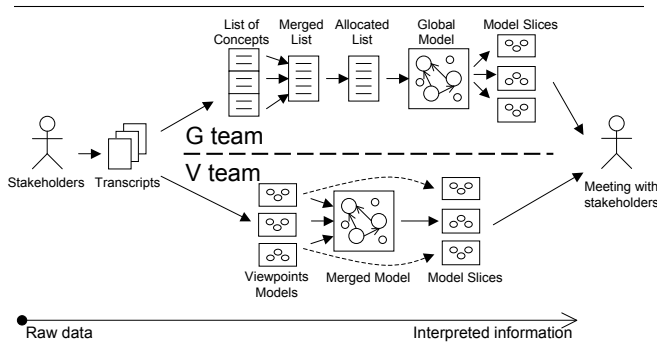 List of
Concepts
Merged
List
Allocated
List
Global
Model
Model Slices
G team
V team
Stakeholders
Transcripts
Meeting with
stakeholders
Viewpoints
Models
Merged Model
Model Slices
Raw data
Interpreted information